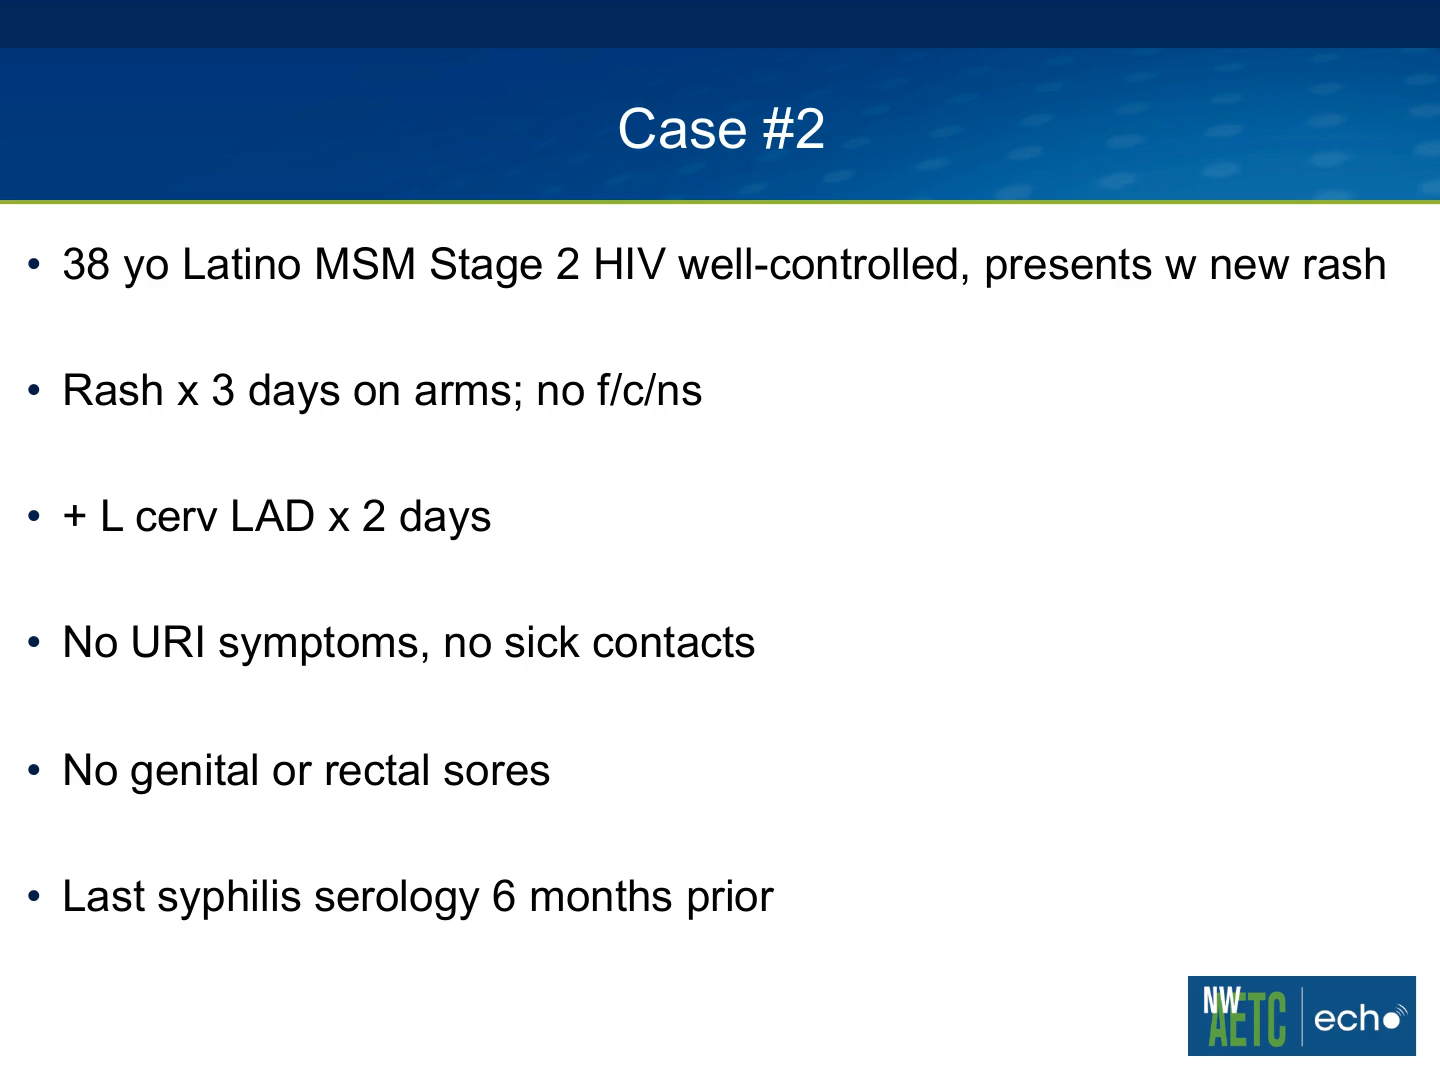 Case #2
• 38 yo Latino MSM Stage 2 HIV well-controlled, presents w new rash
• Rash x 3 days on arms; no f/c/ns
• + L cerv LAD x 2 days
• No URI symptoms, no sick contacts
• No genital or rectal sores
• Last syphilis serology 6 months prior
NW
AETC
echo